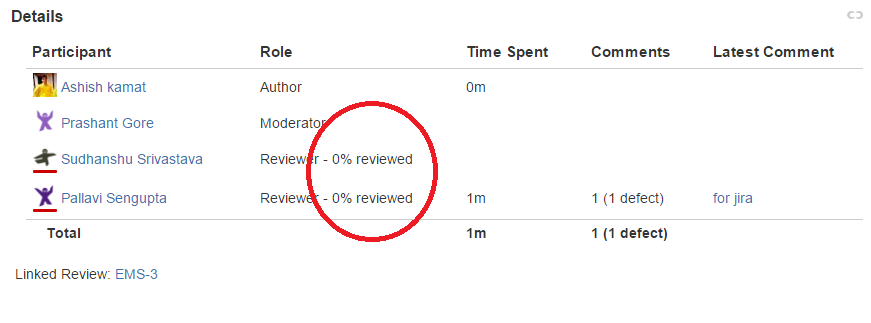 Details
Participant Role Time Spent Comments Latest Comment
Ashish kamat Author 0m
Prashant Gore Moderator
Sudhanshu Srivastava Reviewer - 0% reviewed
Pallavi Sengupta Reviewer - 0% reviewed 1m 1 (1 defect) for jira
Total 1m 1 (1 defect)
Linked Review: EMS-3